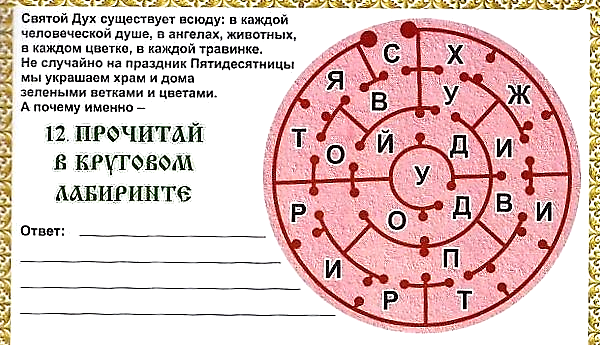 Святой Дух существует всюду: в каждой
человеческой душе, в ангелах, животных,
в каждом цветке, в каждой травинке.
Не случайно на праздник Пятидесятницы
мы украшаем храм и дома
зелеными ветками и цветами.
А почему именно –
12. ПРОЧИТАЙ
В КРУГОВОМ
ЛАБИРИНТЕ
Ответ:
С Х
Я В У Ж
Т О Й Д И
У
Р О Д В И
И П
Р Т